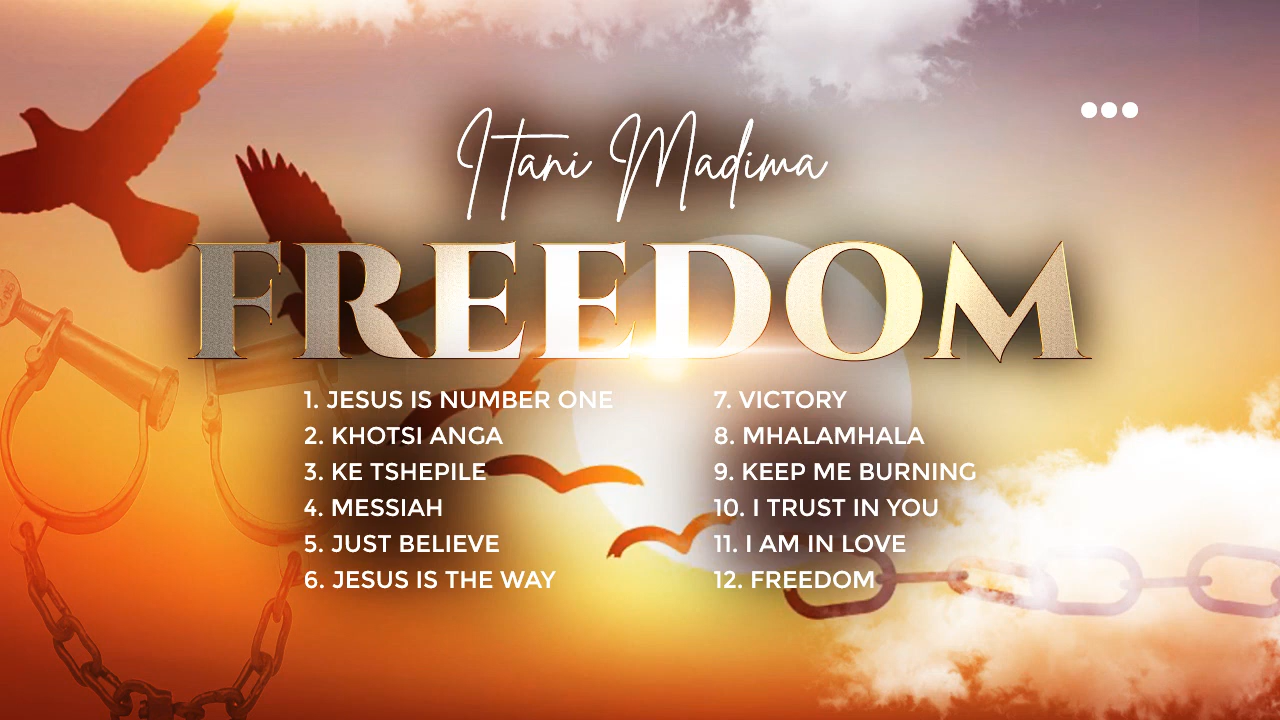 Itani Madima
FREEDOM
1. JESUS IS NUMBER ONE
2. KHOTSI ANGA
3. KE TSHEPILE
4. MESSIAH
5. JUST BELIEVE
6. JESUS IS THE WAY
7. VICTORY
8. MHALAMHALA
9. KEEP ME BURNING
10. I TRUST IN YOU
11. I AM IN LOVE
12. FREEDOM